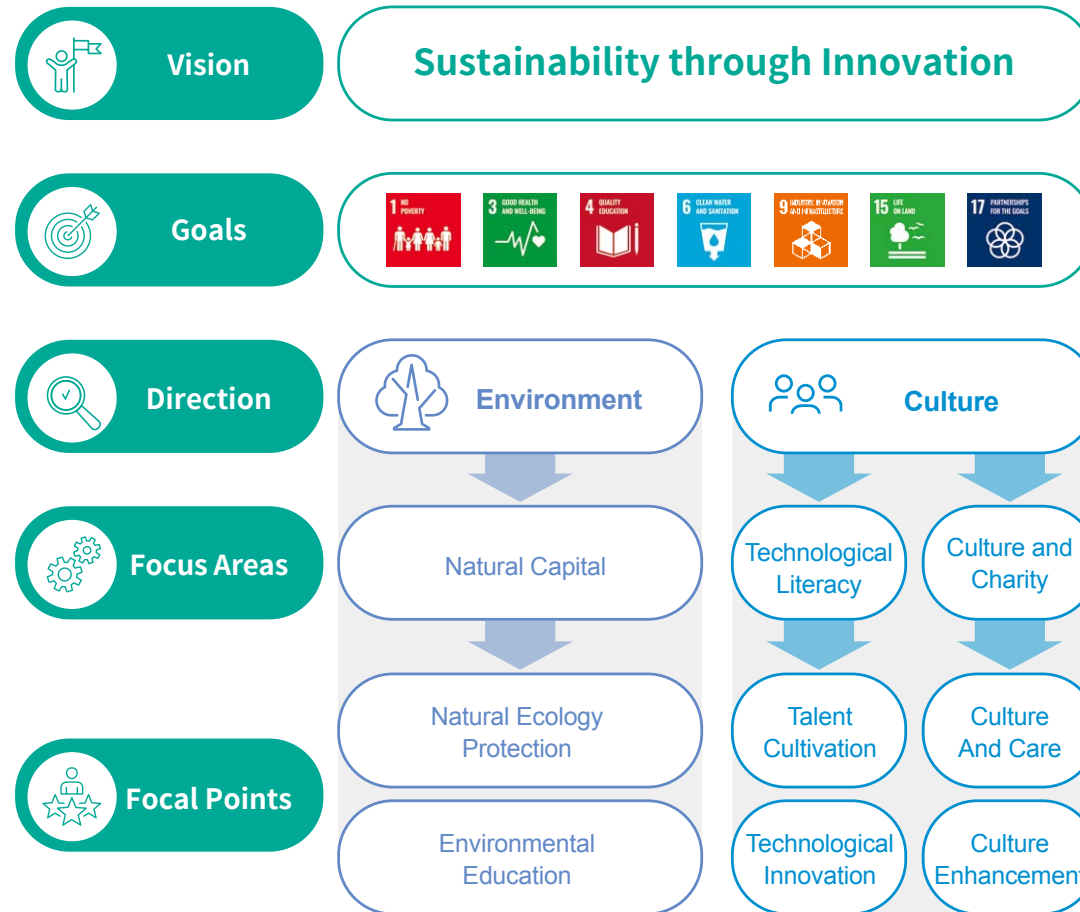 Vision
Sustainability through Innovation
Goals
1 NO
POVERTY
3 GOOD HEALTH
AND WELL-BEING
4 QUALITY
EDUCATION
6 CLEAN WATER
AND SANITATION
9 INDUSTRY, INNOVATION
AND INFRASTRUCTURE
15 LIFE
ON LAND
17 PARTNERSHIPS
FOR THE GOALS
Direction
Environment
Culture
Focus Areas
Natural Capital
Technological
Literacy
Culture and
Charity
Focal Points
Natural Ecology
Protection
Talent
Cultivation
Culture
And Care
Environmental
Education
Technological
Innovation
Culture
Enhancement